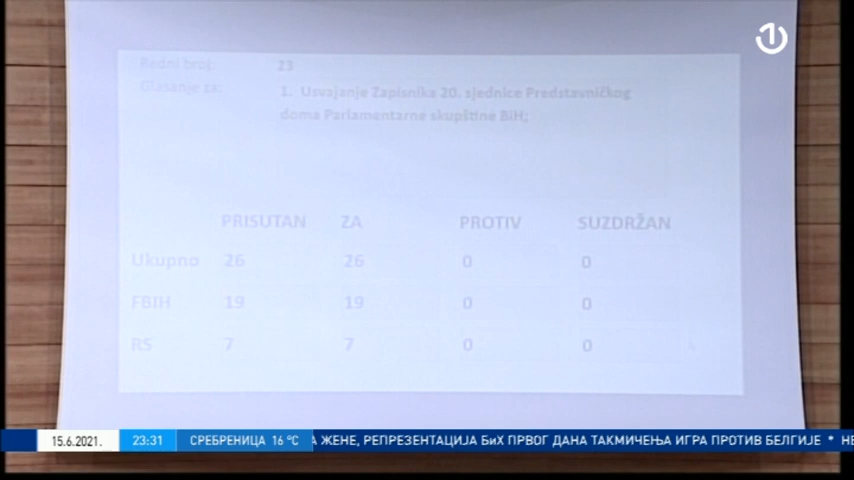 1
Redni broj: 23
Glasanje za: 1. Usvajanje Zapisnika 20. sjednice Predstavničkog
doma Parlamentarne skupštine BiH;
PRISUTAN ZA PROTIV SUZDRŽAN
Ukupno 26 26 0 0
FBIH 19 19 0 0
RS 7 7 0 0
15.6.2021. 23:31 СРЕБРЕНИЦА 16 °C А ЖЕНЕ, РЕПРЕЗЕНТАЦИЈА БиХ ПРВОГ ДАНА ТАКМИЧЕЊА ИГРА ПРОТИВ БЕЛГИЈЕ * НЕ